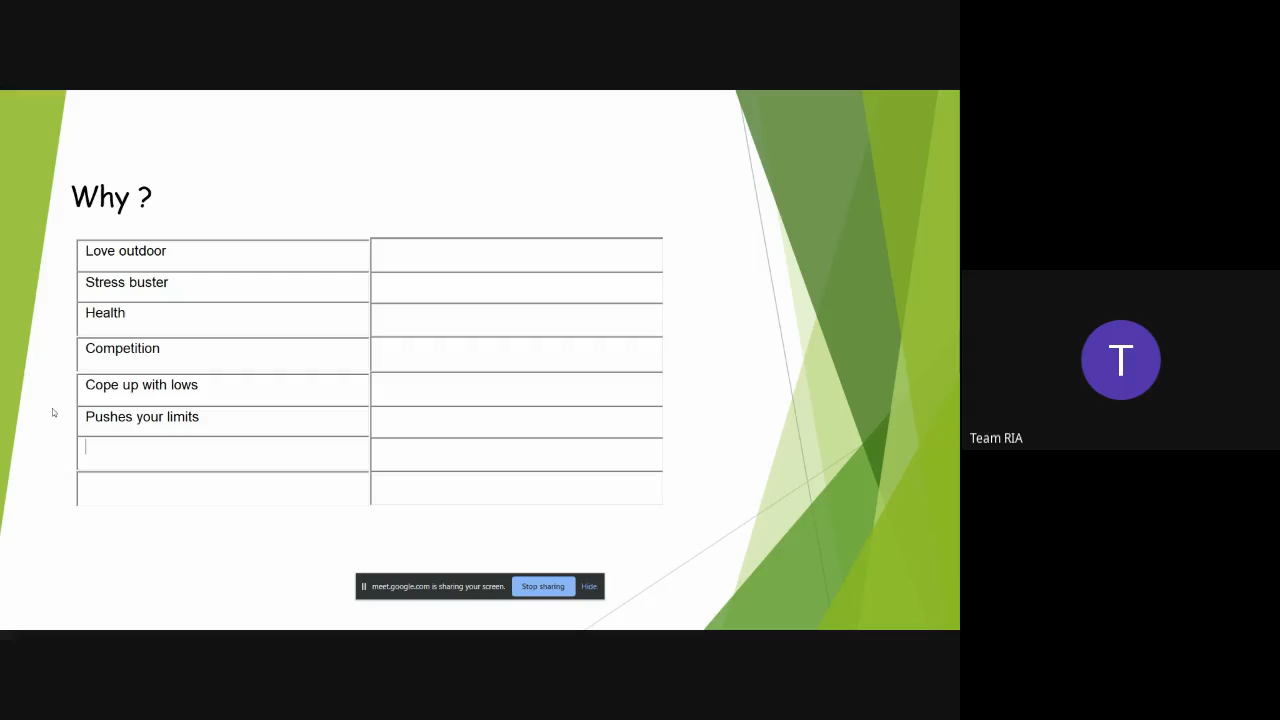 Why ?
Love outdoor
Stress buster
Health
Competition
Cope up with lows
Pushes your limits
meet.google.com is sharing your screen. Stop sharing Hide
T
Team RIA